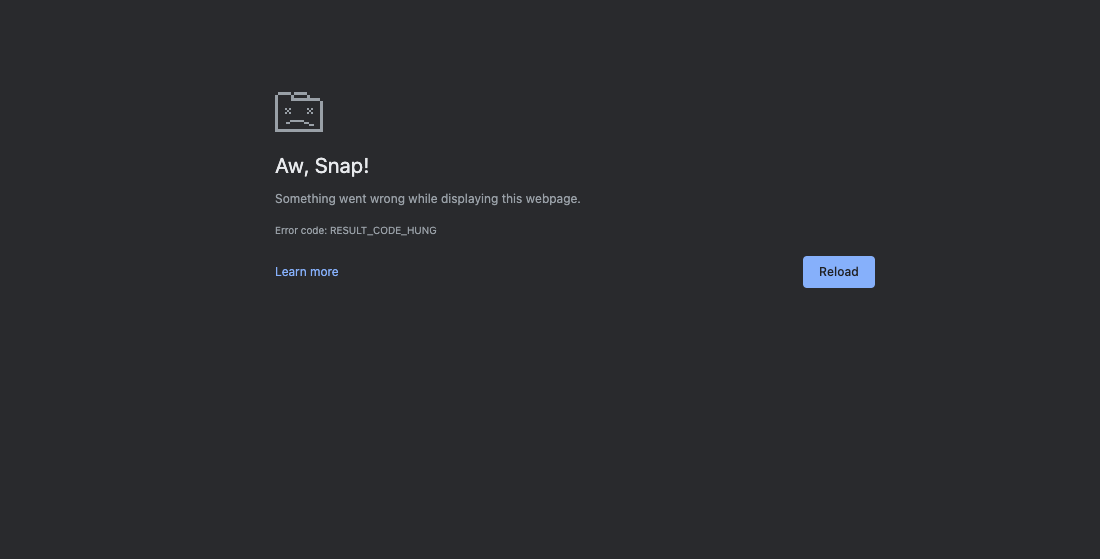 Aw, Snap!
Something went wrong while displaying this webpage.
Error code: RESULT_CODE_HUNG
Learn more
Reload